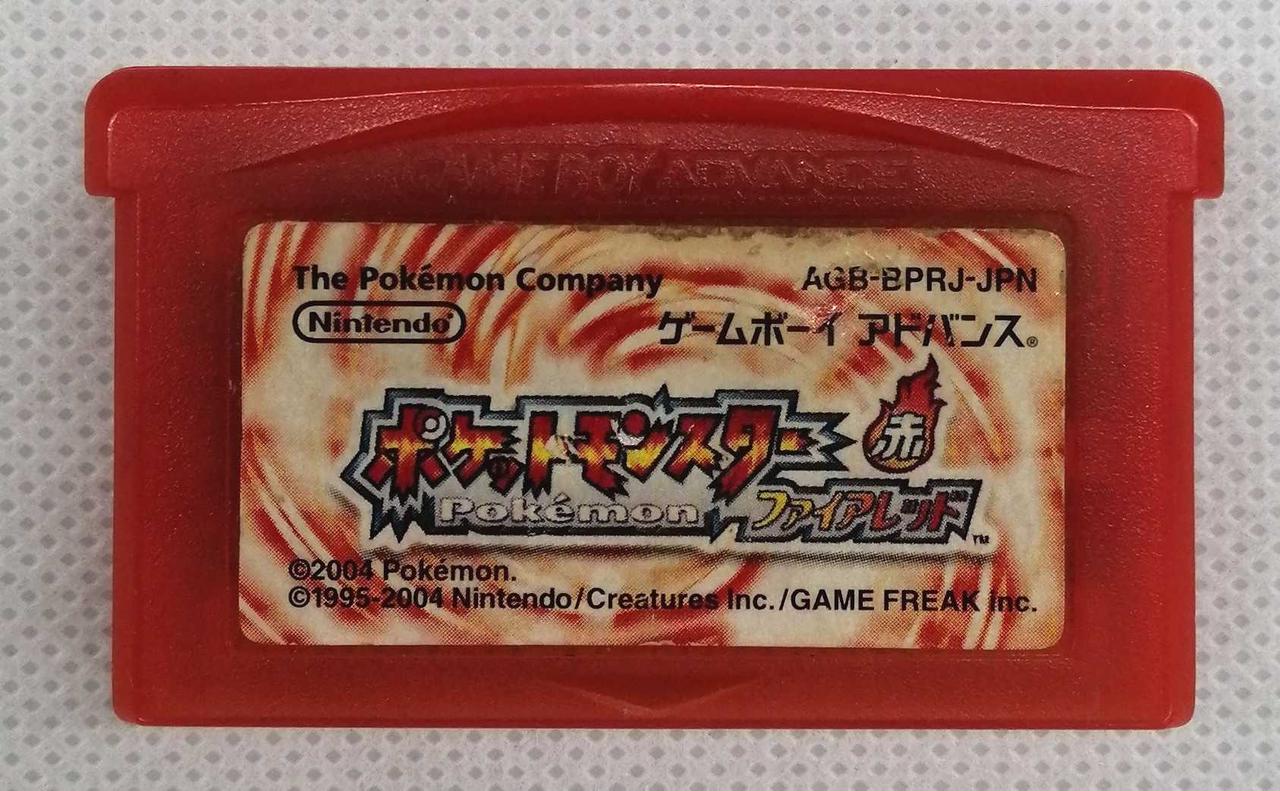 GAME BOY ADVANCE
The Pokémon Company
AGB-BPRJ-JPN
Nintendo®
ゲームボーイ アドバンス®
ポケットモンスター
赤
Pokémon
ファイアレッド™
©2004 Pokémon.
©1995-2004 Nintendo/Creatures Inc./GAME FREAK inc.